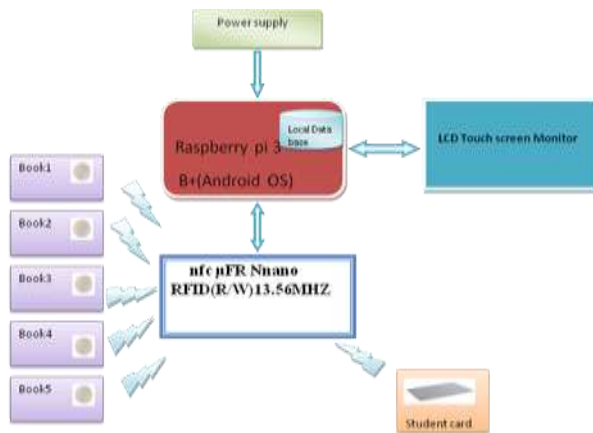 Power supply
Local Data
base
Raspberry pi 3
B+(Android OS)
LCD Touch screen Monitor
Book1
Book2
Book3
Book4
Book5
nfc μFR Nnano
RFID(R/W)13.56MHZ
Student card